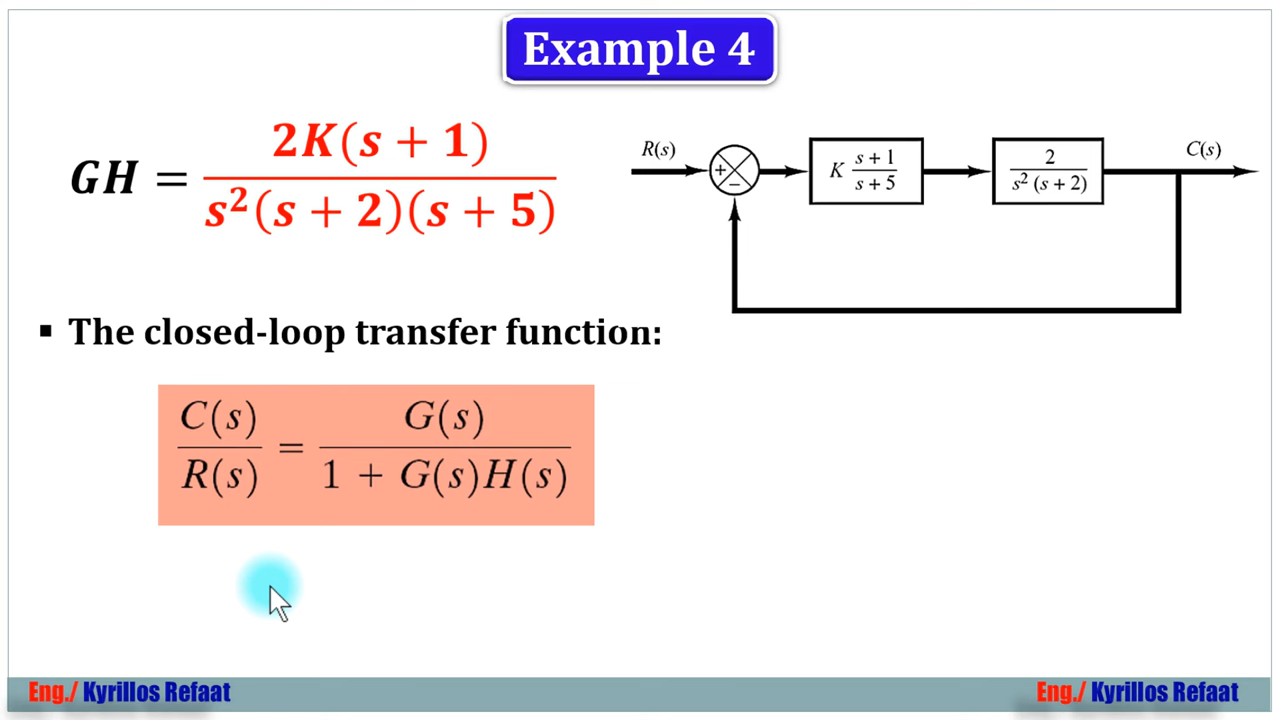 Example 4
GH = 2K(s + 1) / s²(s + 2)(s + 5)
R(s)
+
−
K (s + 1) / (s + 5)
2 / s² (s + 2)
C(s)
▪ The closed-loop transfer function:
C(s) / R(s) = G(s) / 1 + G(s)H(s)
Eng./ Kyrillos Refaat
Eng./ Kyrillos Refaat